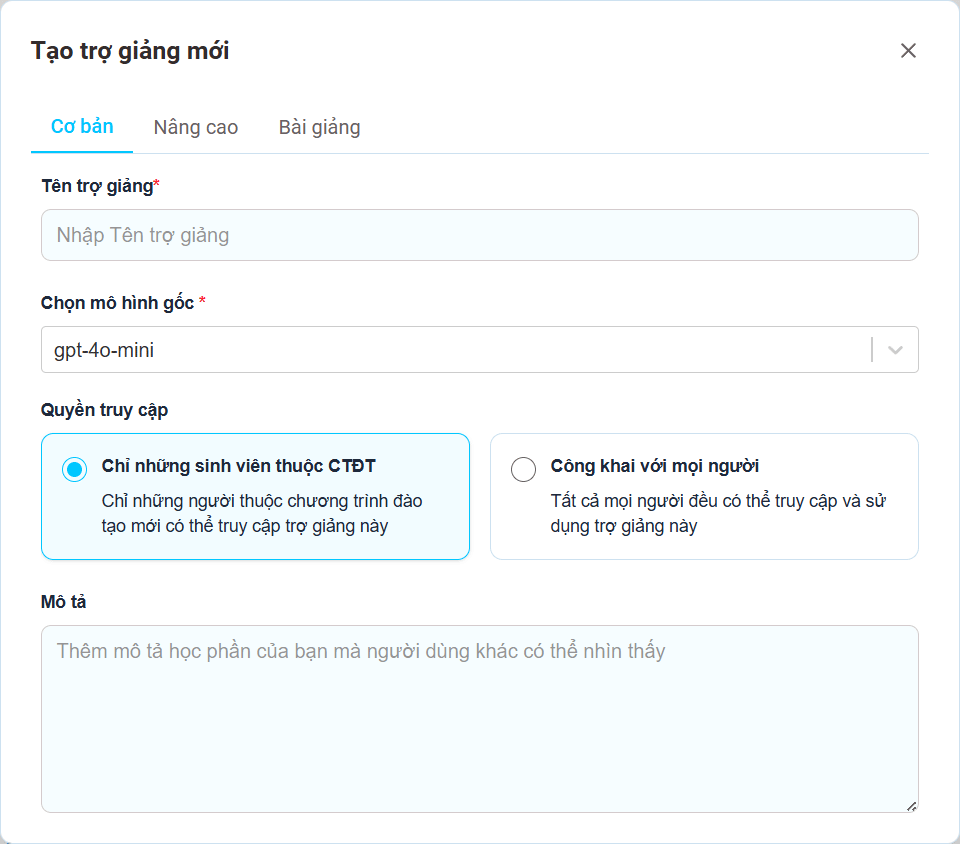 Tạo trợ giảng mới
Cơ bản Nâng cao Bài giảng
Tên trợ giảng*
Nhập Tên trợ giảng
Chọn mô hình gốc *
gpt-4o-mini
Quyền truy cập
Chỉ những sinh viên thuộc CTĐT
Chỉ những người thuộc chương trình đào
tạo mới có thể truy cập trợ giảng này
Công khai với mọi người
Tất cả mọi người đều có thể truy cập và sử
dụng trợ giảng này
Mô tả
Thêm mô tả học phần của bạn mà người dùng khác có thể nhìn thấy